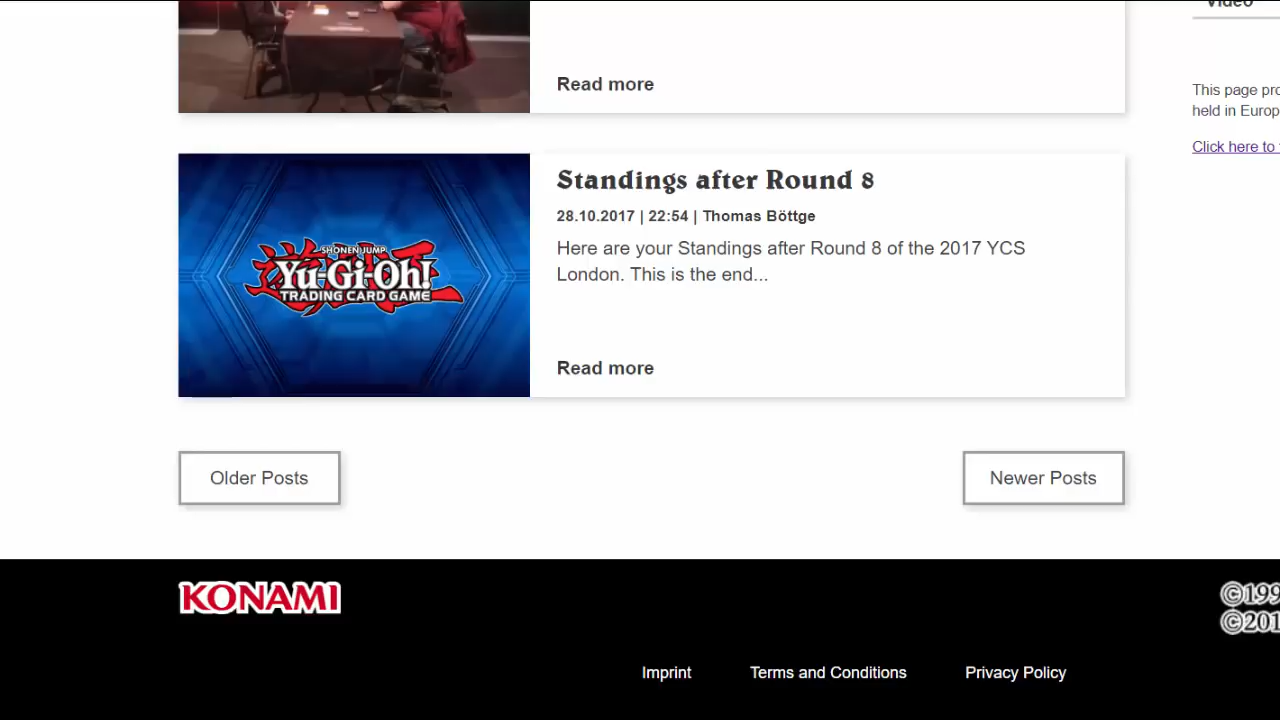 Video
This page pro
held in Europ
Click here to
Read more
Standings after Round 8
28.10.2017 | 22:54 | Thomas Böttge
Here are your Standings after Round 8 of the 2017 YCS
London. This is the end...
Read more
SHONEN JUMP
Yu-Gi-Oh!
TRADING CARD GAME
Older Posts
Newer Posts
KONAMI
©199
©201
Imprint
Terms and Conditions
Privacy Policy